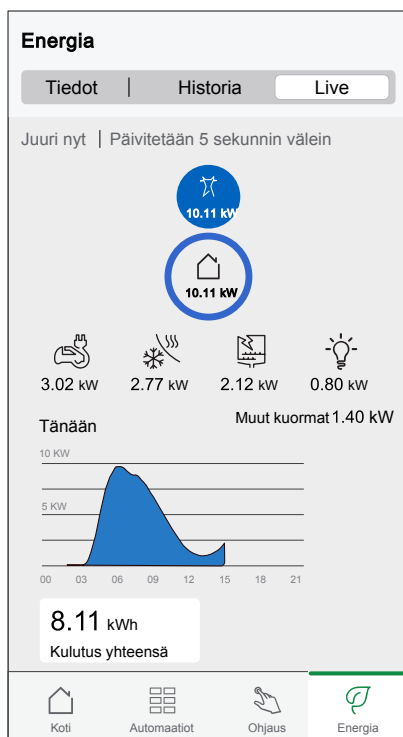 Energia
Tiedot | Historia Live
Juuri nyt | Päivitetään 5 sekunnin välein
10.11 kW
10.11 kW
3.02 kW 2.77 kW 2.12 kW 0.80 kW
Muut kuormat 1.40 kW
Tänään
10 KW
5 KW
00 03 06 09 12 15 18 21
8.11 kWh
Kulutus yhteensä
Koti Automaatiot Ohjaus Energia